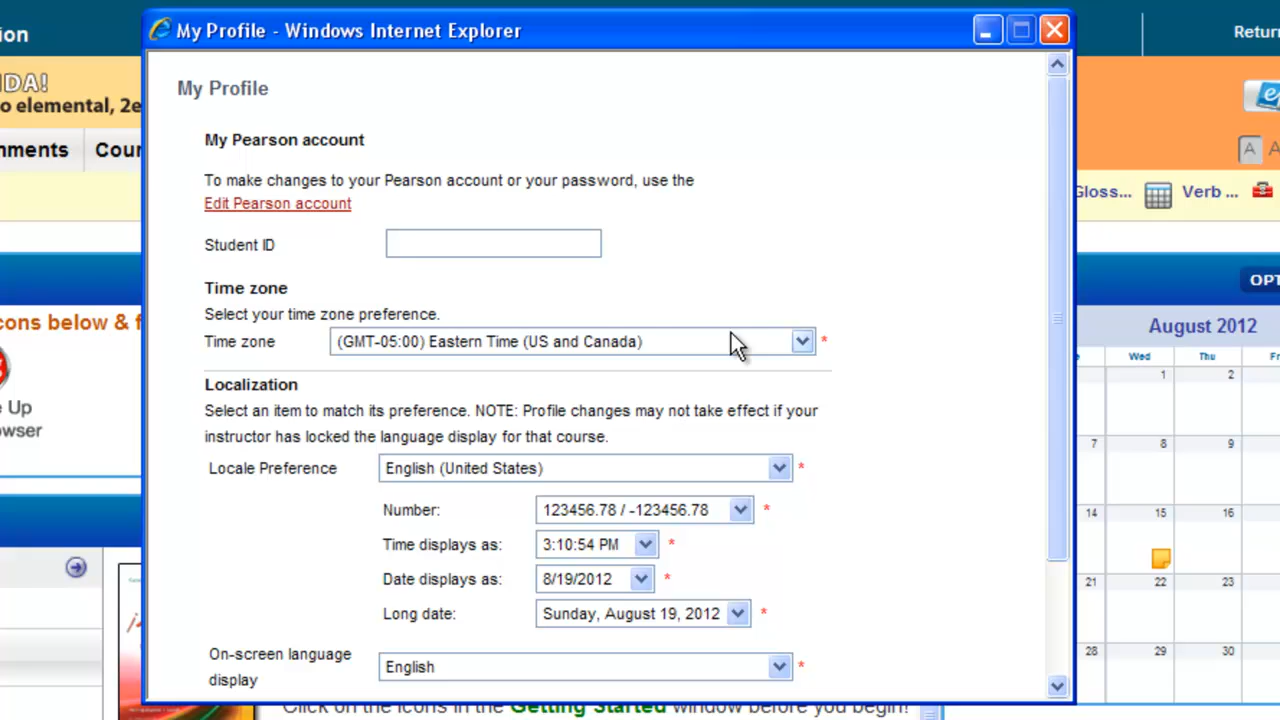 ion
My Profile - Windows Internet Explorer
Return
NDA!
o elemental, 2e
nments
Cour
My Profile
My Pearson account
To make changes to your Pearson account or your password, use the
Edit Pearson account
Student ID
Time zone
Select your time zone preference.
Time zone (GMT-05:00) Eastern Time (US and Canada) *
Localization
Select an item to match its preference. NOTE: Profile changes may not take effect if your
instructor has locked the language display for that course.
Locale Preference English (United States) *
Number: 123456.78 / -123456.78 *
Time displays as: 3:10:54 PM *
Date displays as: 8/19/2012 *
Long date: Sunday, August 19, 2012 *
On-screen language
display
English *
A A
Gloss... Verb ...
OPT
cons below & f
e Up
owser
August 2012
e Wed Thu Fr
1 2
7 8 9
14 15 16
21 22 23
28 29 30
Click on the icons in the Getting Started window before you begin!